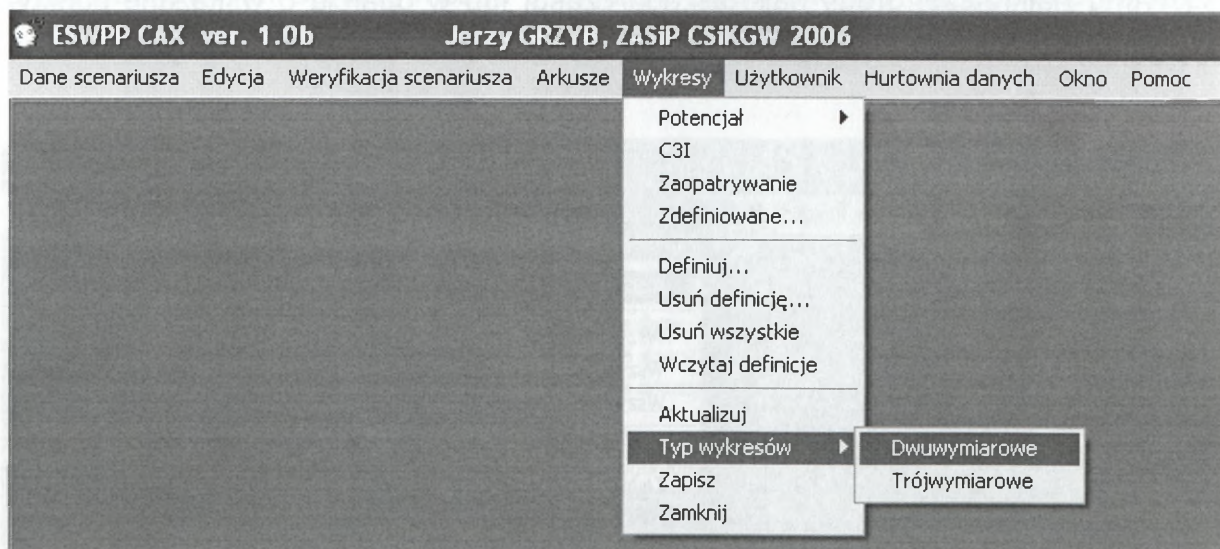 ESWPP CAX ver. 1.0b Jerzy GRZYB, ZASiP CSiKGW 2006
Dane scenariusza Edycja Weryfikacja scenariusza Arkusze Wykresy Użytkownik Hurtownia danych Okno Pomoc
Potencjał
C3I
Zaopatrywanie
Zdefiniowane...
Definiuj...
Usuń definicję...
Usuń wszystkie
Wczytaj definicje
Aktualizuj
Typ wykresów
Dwuwymiarowe
Trójwymiarowe
Zapisz
Zamknij